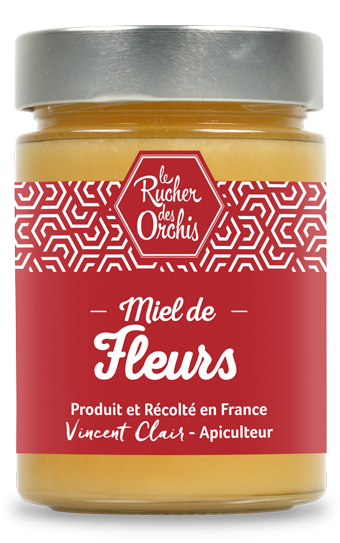 le
Rucher
des
Orchis
— Miel de —
Fleurs
Produit et Récolté en France
Vincent Clair - Apiculteur